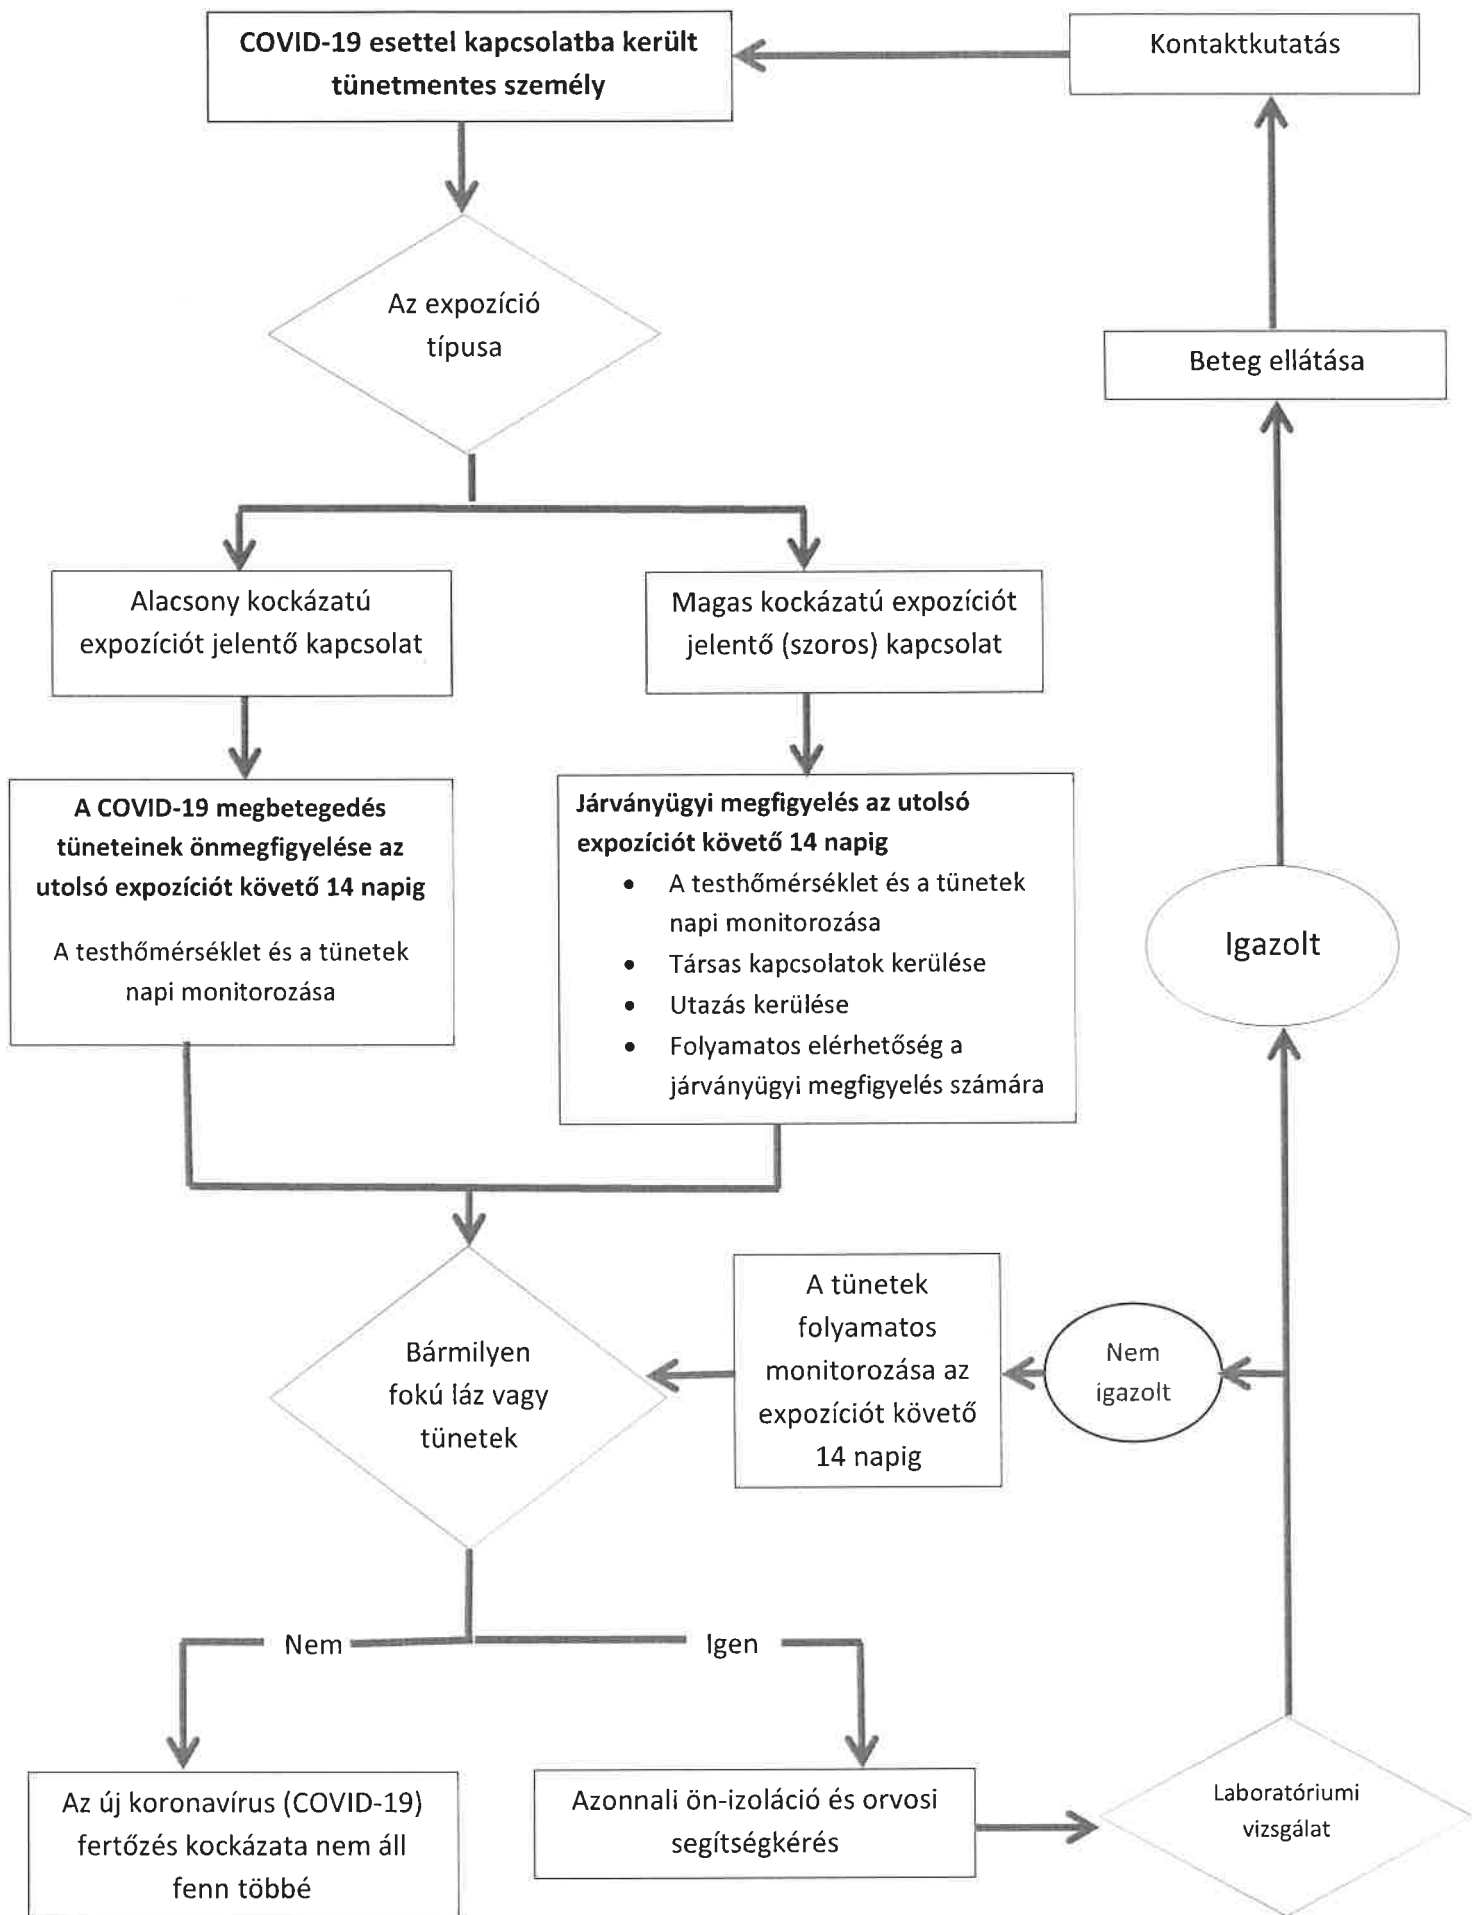 COVID-19 esettel kapcsolatba került
tünetmentes személy
Kontaktkutatás
Az expozíció
típusa
Beteg ellátása
Alacsony kockázatú
expozíciót jelentő kapcsolat
Magas kockázatú expozíciót
jelentő (szoros) kapcsolat
A COVID-19 megbetegedés
tüneteinek önmegfigyelése az
utolsó expozíciót követő 14 napig
A testhőmérséklet és a tünetek
napi monitorozása
Járványügyi megfigyelés az utolsó
expozíciót követő 14 napig
• A testhőmérséklet és a tünetek
napi monitorozása
• Társas kapcsolatok kerülése
• Utazás kerülése
• Folyamatos elérhetőség a
járványügyi megfigyelés számára
Igazolt
Bármilyen
fokú láz vagy
tünetek
A tünetek
folyamatos
monitorozása az
expozíciót követő
14 napig
Nem
igazolt
Nem
Igen
Az új koronavírus (COVID-19)
fertőzés kockázata nem áll
fenn többé
Azonnali ön-izoláció és orvosi
segítségkérés
Laboratóriumi
vizsgálat